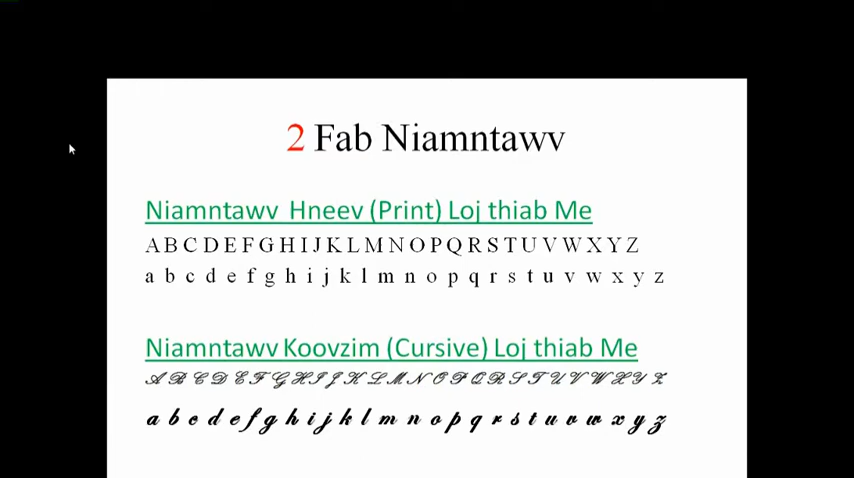 2 Fab Niamntawv
Niamntawv Hneev (Print) Loj thiab Me
A B C D E F G H I J K L M N O P Q R S T U V W X Y Z
a b c d e f g h i j k l m n o p q r s t u v w x y z
Niamntawv Koovzim (Cursive) Loj thiab Me
A B C D E F G H I J K L M N O P Q R S T U V W X Y Z
a b c d e f g h i j k l m n o p q r s t u v w x y z